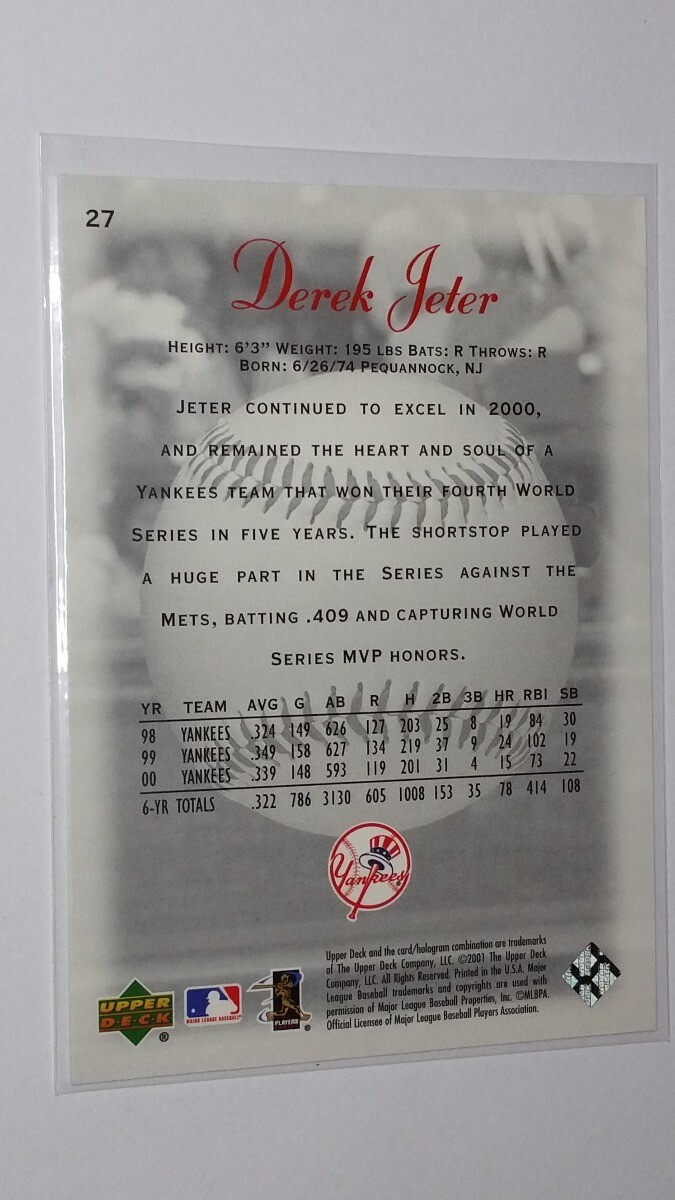 27
Derek Jeter
HEIGHT: 6'3" WEIGHT: 195 LBS BATS: R THROWS: R
BORN: 6/26/74 PEQUANNOCK, NJ
JETER CONTINUED TO EXCEL IN 2000,
AND REMAINED THE HEART AND SOUL OF A
YANKEES TEAM THAT WON THEIR FOURTH WORLD
SERIES IN FIVE YEARS. THE SHORTSTOP PLAYED
A HUGE PART IN THE SERIES AGAINST THE
METS, BATTING .409 AND CAPTURING WORLD
SERIES MVP HONORS.
YR TEAM AVG G AB R H 2B 3B HR RBI SB
98 YANKEES .324 149 626 127 203 25 8 19 84 30
99 YANKEES .349 158 627 134 219 37 9 24 102 19
00 YANKEES .339 148 593 119 201 31 4 15 73 22
6-YR TOTALS .322 786 3130 605 1008 153 35 78 414 108
Yankees
Upper Deck and the card/hologram combination are trademarks
of The Upper Deck Company, LLC. ©2001 The Upper Deck
Company, LLC. All Rights Reserved. Printed in the U.S.A. Major
League Baseball trademarks and copyrights are used with
permission of Major League Baseball Properties, Inc. ©MLBPA.
Official Licensee of Major League Baseball Players Association.
UPPER
DECK
®
MAJOR LEAGUE BASEBALL
PLAYERS
®